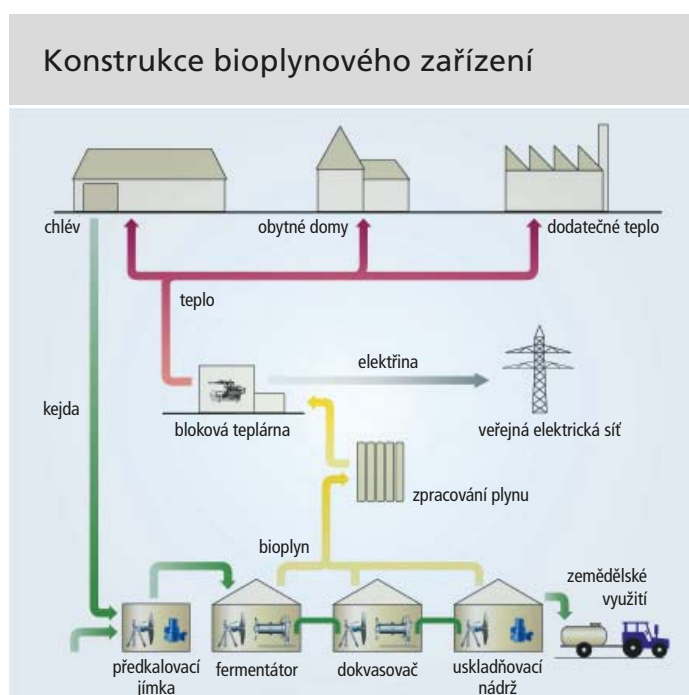 Konstrukce bioplynového zařízení
chlév
obytné domy
dodatečné teplo
teplo
elektřina
kejda
bloková teplárna
veřejná elektrická síť
zpracování plynu
bioplyn
zemědělské
využití
předkalovací
jímka
fermentátor
dokvasovač
uskladňovací
nádrž